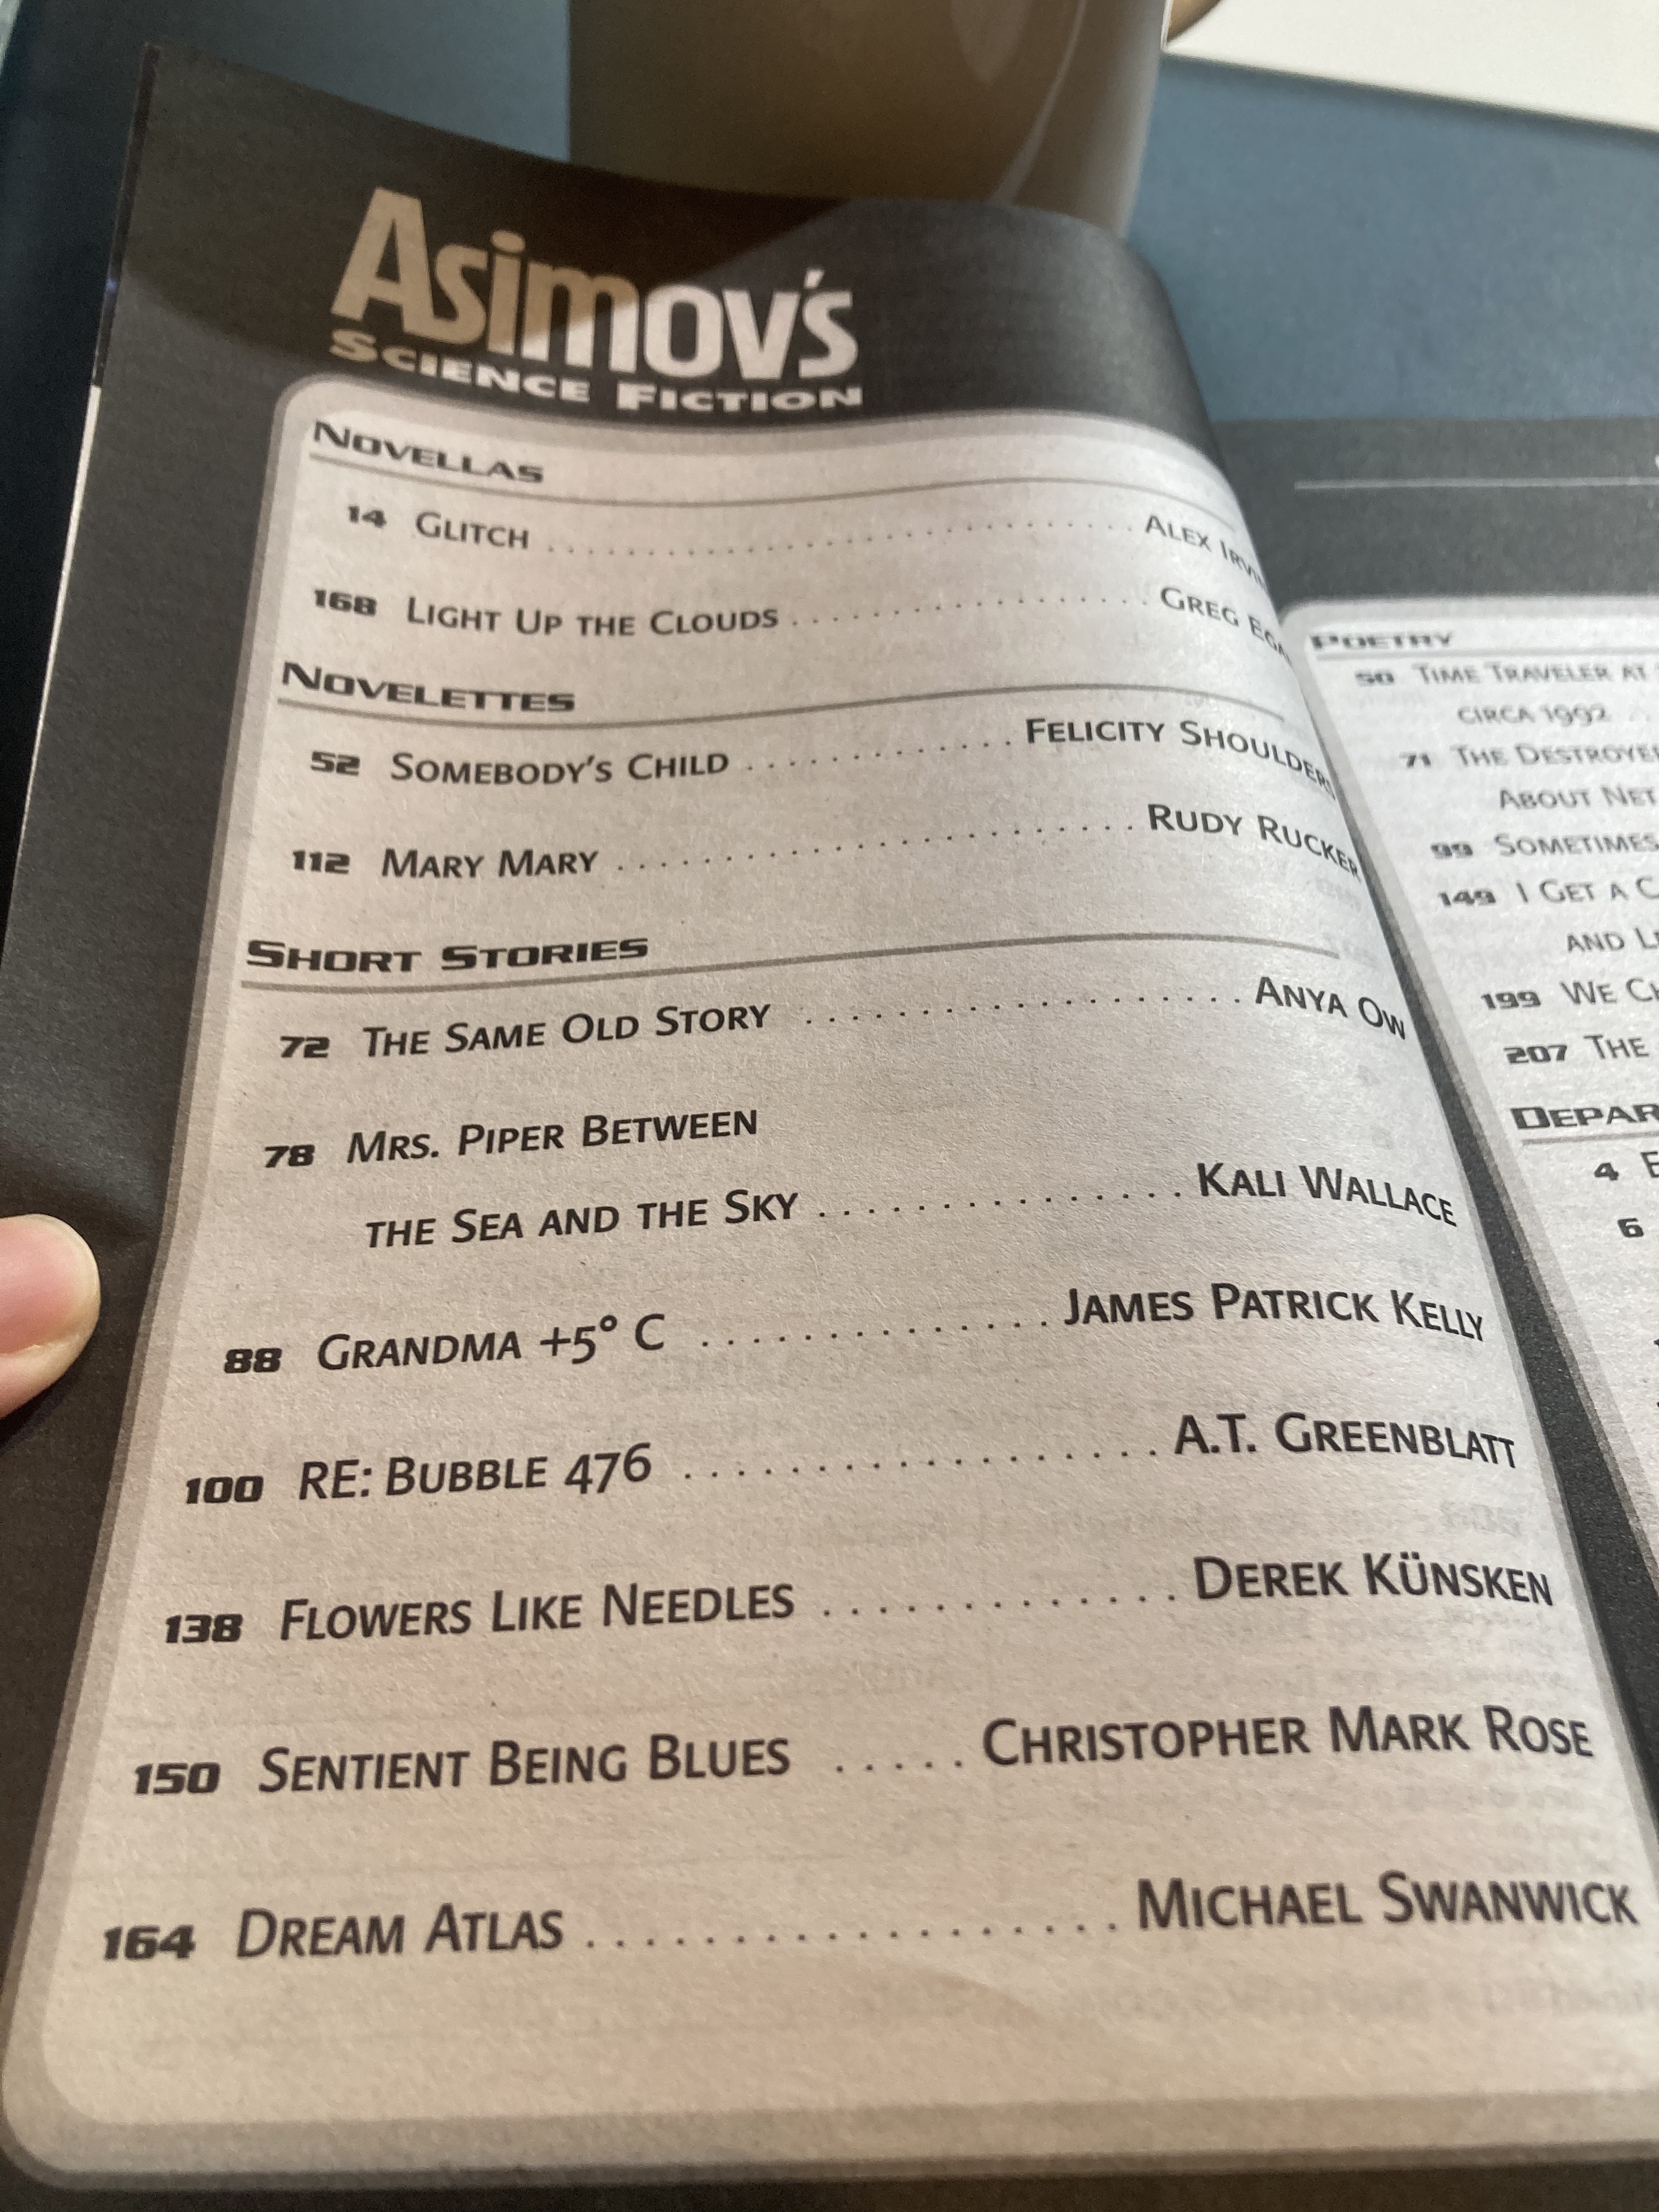 Asimov's
Science Fiction
Novellas
14 Glitch . . . . . . . . . . . . . . . . . . . . . . . . . . . . Alex
168 Light Up the Clouds . . . . . . . . . . . . . . . . . Greg
Novelettes
52 Somebody's Child . . . . . . . . . . . . Felicity Shoulders
112 Mary Mary . . . . . . . . . . . . . . . . . . . . . . . Rudy Rucker
Short Stories
72 The Same Old Story . . . . . . . . . . . . . . . . . . Anya Ow
78 Mrs. Piper Between
the Sea and the Sky . . . . . . . . . . . . . . . Kali Wallace
88 Grandma +5° C . . . . . . . . . . . . . . James Patrick Kelly
100 RE: Bubble 476 . . . . . . . . . . . . . . . . . A.T. Greenblatt
138 Flowers Like Needles . . . . . . . . . . . . Derek Künsken
150 Sentient Being Blues . . . . . Christopher Mark Rose
164 Dream Atlas . . . . . . . . . . . . . . . . . . Michael Swanwick
Poetry
50 Time Traveler at
circa 1992
71 The Destroyer
About
99 Sometimes
149 I Get a
and
199 We
207 The
4
6